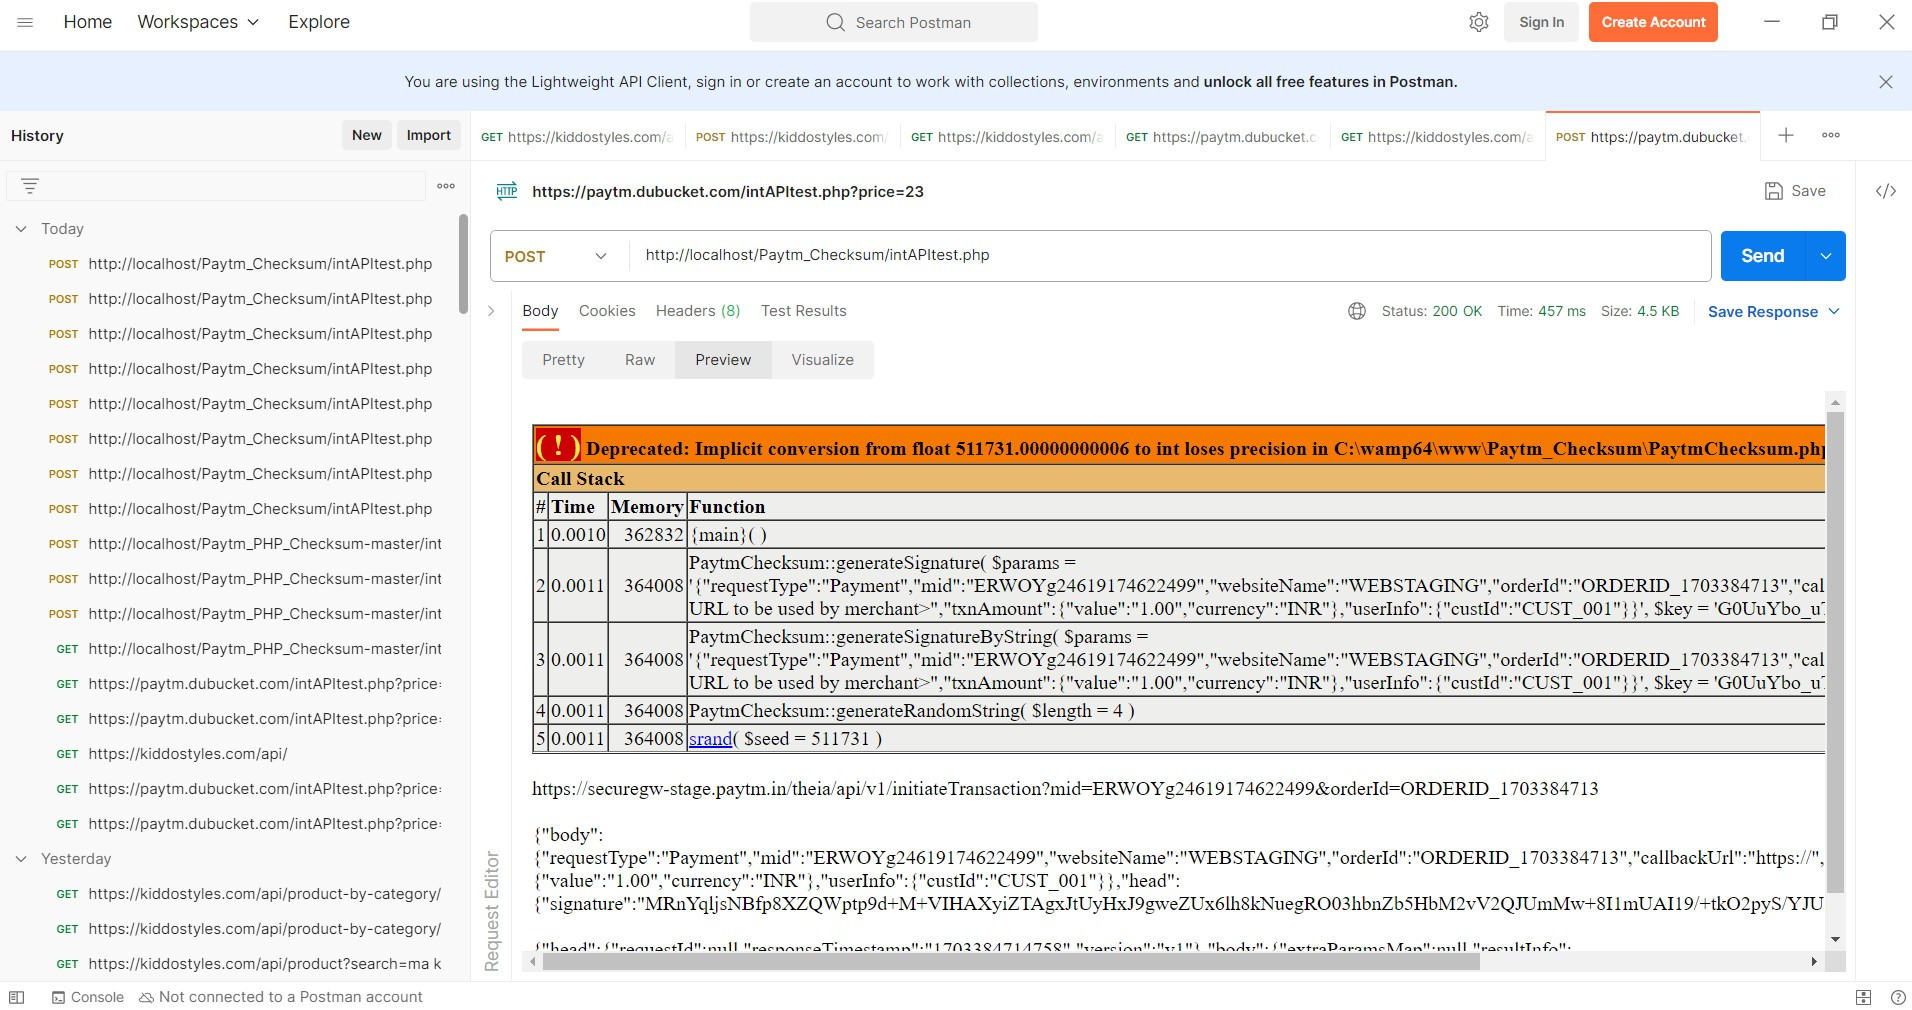 Home Workspaces Explore
Search Postman
Sign In Create Account
You are using the Lightweight API Client, sign in or create an account to work with collections, environments and unlock all free features in Postman.
History New Import
GET https://kiddostyles.com/a
POST https://kiddostyles.com/
GET https://kiddostyles.com/a
GET https://paytm.dubucket.c
GET https://kiddostyles.com/a
POST https://paytm.dubucket.
Today
POST http://localhost/Paytm_Checksum/intAPItest.php
POST http://localhost/Paytm_Checksum/intAPItest.php
POST http://localhost/Paytm_Checksum/intAPItest.php
POST http://localhost/Paytm_Checksum/intAPItest.php
POST http://localhost/Paytm_Checksum/intAPItest.php
POST http://localhost/Paytm_Checksum/intAPItest.php
POST http://localhost/Paytm_Checksum/intAPItest.php
POST http://localhost/Paytm_Checksum/intAPItest.php
POST http://localhost/Paytm_PHP_Checksum-master/int
POST http://localhost/Paytm_PHP_Checksum-master/int
POST http://localhost/Paytm_PHP_Checksum-master/int
GET http://localhost/Paytm_PHP_Checksum-master/int
GET https://paytm.dubucket.com/intAPItest.php?price=
GET https://paytm.dubucket.com/intAPItest.php?price=
GET https://kiddostyles.com/api/
GET https://paytm.dubucket.com/intAPItest.php?price=
GET https://paytm.dubucket.com/intAPItest.php?price=
Yesterday
GET https://kiddostyles.com/api/product-by-category/
GET https://kiddostyles.com/api/product-by-category/
GET https://kiddostyles.com/api/product?search=ma k
HTTP https://paytm.dubucket.com/intAPItest.php?price=23
Save </>
POST http://localhost/Paytm_Checksum/intAPItest.php
Send
Body Cookies Headers (8) Test Results
Status: 200 OK Time: 457 ms Size: 4.5 KB Save Response
Pretty Raw Preview Visualize
( ! ) Deprecated: Implicit conversion from float 511731.00000000006 to int loses precision in C:\wamp64\www\Paytm_Checksum\PaytmChecksum.php
Call Stack
# Time Memory Function
1 0.0010 362832 {main}( )
2 0.0011 364008 PaytmChecksum::generateSignature( $params =
'{"requestType":"Payment","mid":"ERWOYg24619174622499","websiteName":"WEBSTAGING","orderId":"ORDERID_1703384713","cal
URL to be used by merchant>","txnAmount":{"value":"1.00","currency":"INR"},"userInfo":{"custId":"CUST_001"}}', $key = 'G0UuYbo_u
3 0.0011 364008 PaytmChecksum::generateSignatureByString( $params =
'{"requestType":"Payment","mid":"ERWOYg24619174622499","websiteName":"WEBSTAGING","orderId":"ORDERID_1703384713","cal
URL to be used by merchant>","txnAmount":{"value":"1.00","currency":"INR"},"userInfo":{"custId":"CUST_001"}}', $key = 'G0UuYbo_u
4 0.0011 364008 PaytmChecksum::generateRandomString( $length = 4 )
5 0.0011 364008 srand( $seed = 511731 )
https://securegw-stage.paytm.in/theia/api/v1/initiateTransaction?mid=ERWOYg24619174622499&orderId=ORDERID_1703384713
{"body":
{"requestType":"Payment","mid":"ERWOYg24619174622499","websiteName":"WEBSTAGING","orderId":"ORDERID_1703384713","callbackUrl":"https://",
{"value":"1.00","currency":"INR"},"userInfo":{"custId":"CUST_001"}},"head":
{"signature":"MRnYqljsNBfp8XZQWptp9d+M+VIHAXyiZTAgxJtUyHxJ9gweZUx6lh8kNuegRO03hbnZb5HbM2vV2QJUmMw+8I1mUAI19/+tkO2pyS/YJU
{"head":{"requestId":null,"responseTimestamp":"1703384714758","version":"v1"},"body":{"extraParamsMap":null,"resultInfo":
Request Editor
Console Not connected to a Postman account